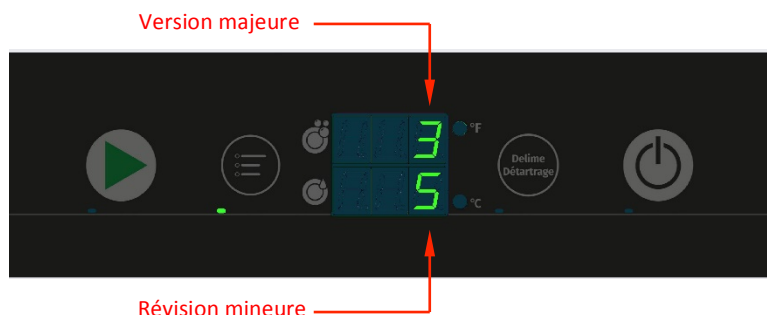 Version majeure
3
°F
Delime
Détartrage
5
°C
Révision mineure